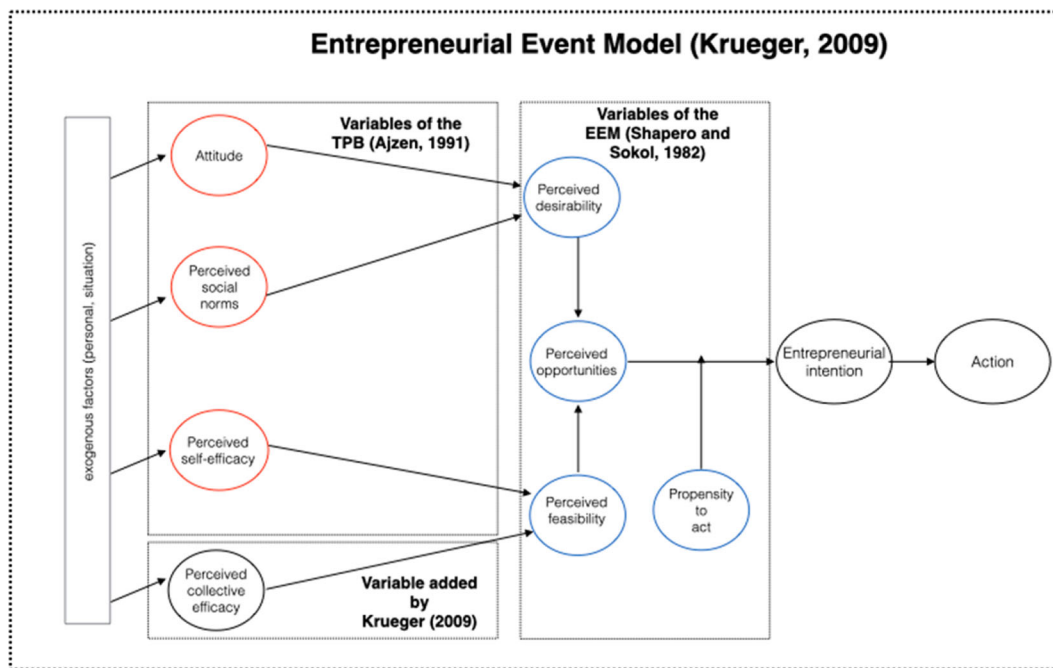 Entrepreneurial Event Model (Krueger, 2009)
exogenous factors (personal, situation)
Variables of the
TPB (Ajzen, 1991)
Attitude
Perceived
social
norms
Perceived
self-efficacy
Perceived
collective
efficacy
Variable added
by
Krueger (2009)
Variables of the
EEM (Shapero and
Sokol, 1982)
Perceived
desirability
Perceived
opportunities
Perceived
feasibility
Propensity
to
act
Entrepreneurial
intention
Action